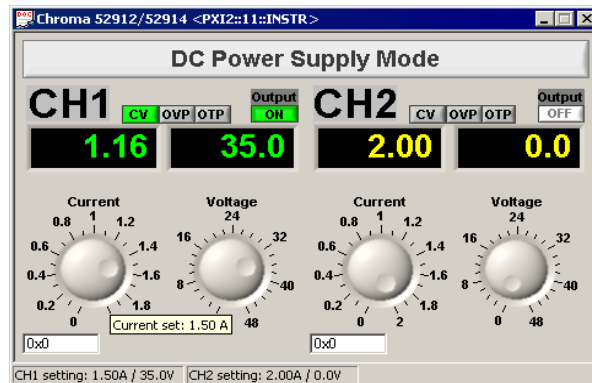 Chroma 52912/52914 <PXI2::11::INSTR>
DC Power Supply Mode
CH1 CV OVP OTP Output ON CH2 CV OVP OTP Output OFF
1.16 35.0 2.00 0.0
Current Voltage Current Voltage
0 0.2 0.4 0.6 0.8 1 1.2 1.4 1.6 1.8
8 16 24 32 40 48
0 0.2 0.4 0.6 0.8 1 1.2 1.4 1.6 1.8 2
0 8 16 24 32 40 48
Current set: 1.50 A
0x0 0x0
CH1 setting: 1.50A / 35.0V CH2 setting: 2.00A / 0.0V